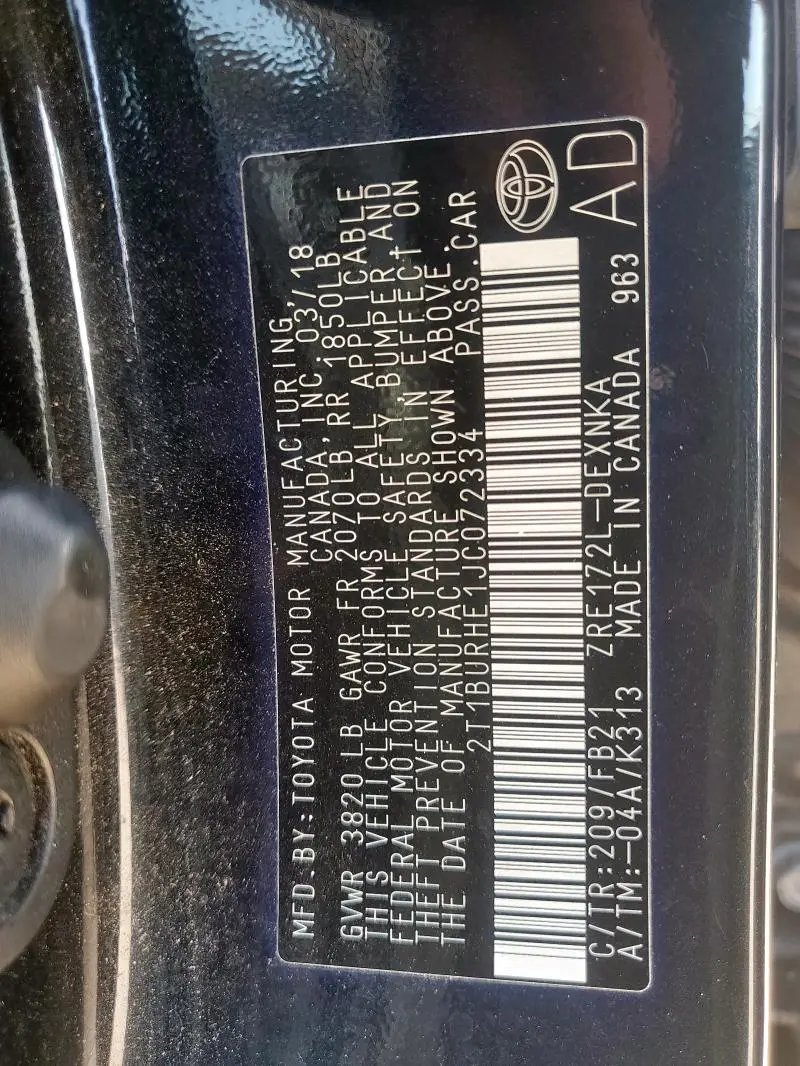 MFD.BY:TOYOTA MOTOR MANUFACTURING,
CANADA,INC.03/18
GVWR 3820LB GAWR FR 2070LB RR 1850LB
THIS VEHICLE CONFORMS TO ALL APPLICABLE
FEDERAL MOTOR VEHICLE SAFETY,BUMPER,AND
THEFT PREVENTION STANDARDS IN EFFECT ON
THE DATE OF MANUFACTURE SHOWN ABOVE.
2T1BURHE1JC072334 PASS.CAR
C/TR:209/FB21 ZRE172L-DEXNKA
A/TM:-04A/K313 MADE IN CANADA 963
AD